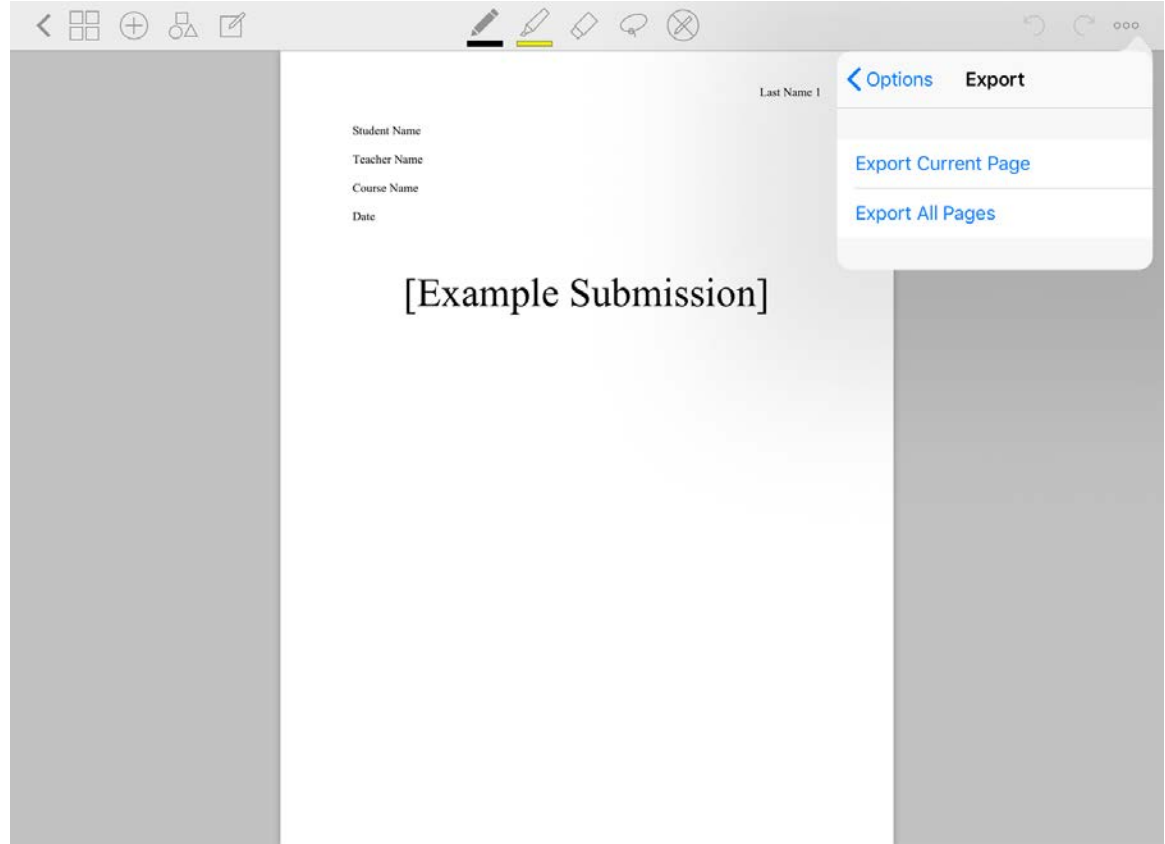 Options Export
Last Name 1
Student Name
Export Current Page
Teacher Name
Course Name
Export All Pages
Date
[Example Submission]